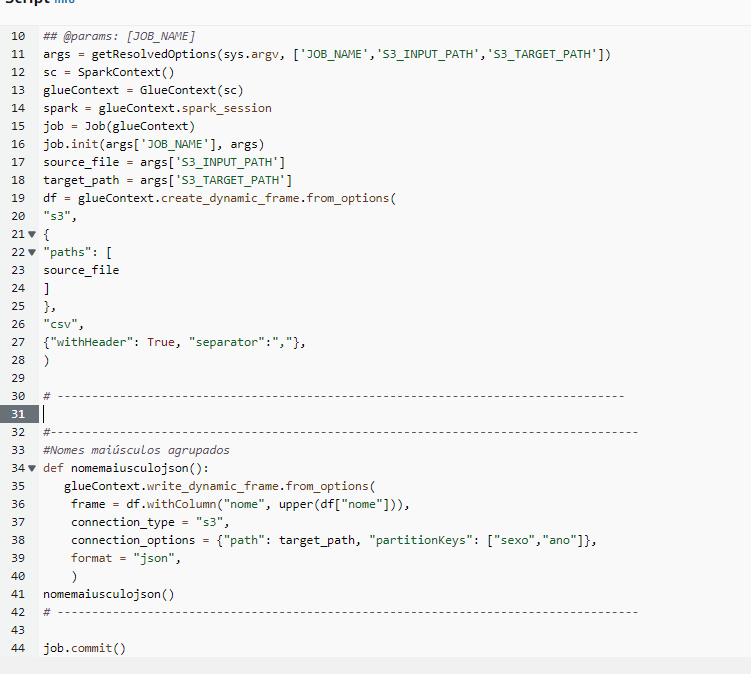 Script Info
10 ## @params: [JOB_NAME]
11 args = getResolvedOptions(sys.argv, ['JOB_NAME','S3_INPUT_PATH','S3_TARGET_PATH'])
12 sc = SparkContext()
13 glueContext = GlueContext(sc)
14 spark = glueContext.spark_session
15 job = Job(glueContext)
16 job.init(args['JOB_NAME'], args)
17 source_file = args['S3_INPUT_PATH']
18 target_path = args['S3_TARGET_PATH']
19 df = glueContext.create_dynamic_frame.from_options(
20 "s3",
21 {
22 "paths": [
23 source_file
24 ]
25 },
26 "csv",
27 {"withHeader": True, "separator":","},
28 )
29
30 # ----------------------------------------------------------------------------------
31
32 #-------------------------------------------------------------------------------------
33 #Nomes maiúsculos agrupados
34 def nomemaiusculojson():
35 glueContext.write_dynamic_frame.from_options(
36 frame = df.withColumn("nome", upper(df["nome"])),
37 connection_type = "s3",
38 connection_options = {"path": target_path, "partitionKeys": ["sexo","ano"]},
39 format = "json",
40 )
41 nomemaiusculojson()
42 # ------------------------------------------------------------------------------------
43
44 job.commit()